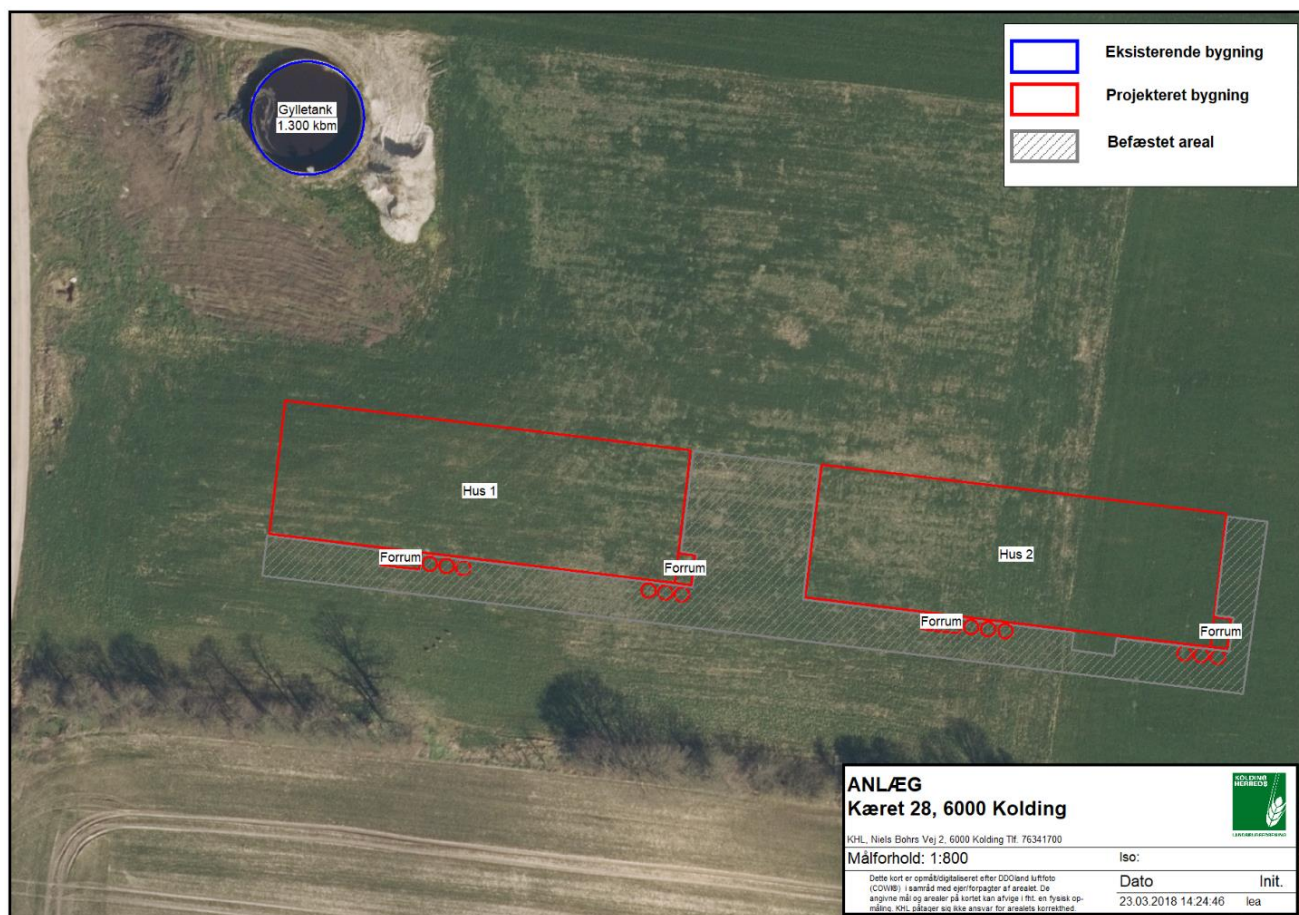 Eksisterende bygning
Projekteret bygning
Befæstet areal
Gylletank
1.300 kbm
Hus 1
Forrum
Forrum
Hus 2
Forrum
Forrum
ANLÆG
Kæret 28, 6000 Kolding
KOLDING
HERREDS
LANDBRUGSFORENING
KHL, Niels Bohrs Vej 2, 6000 Kolding Tlf. 76341700
Målforhold: 1:800
Iso:
Dette kort er opmålt/digitaliseret efter DDOland luftfoto
(COWI®) i samråd med ejer/forpagter af arealet. De
angivne mål og arealer på kortet kan afvige i fht. en fysisk op-
måling. KHL påtager sig ikke ansvar for arealets korrekthed.
Dato
Init.
23.03.2018 14:24:46
lea